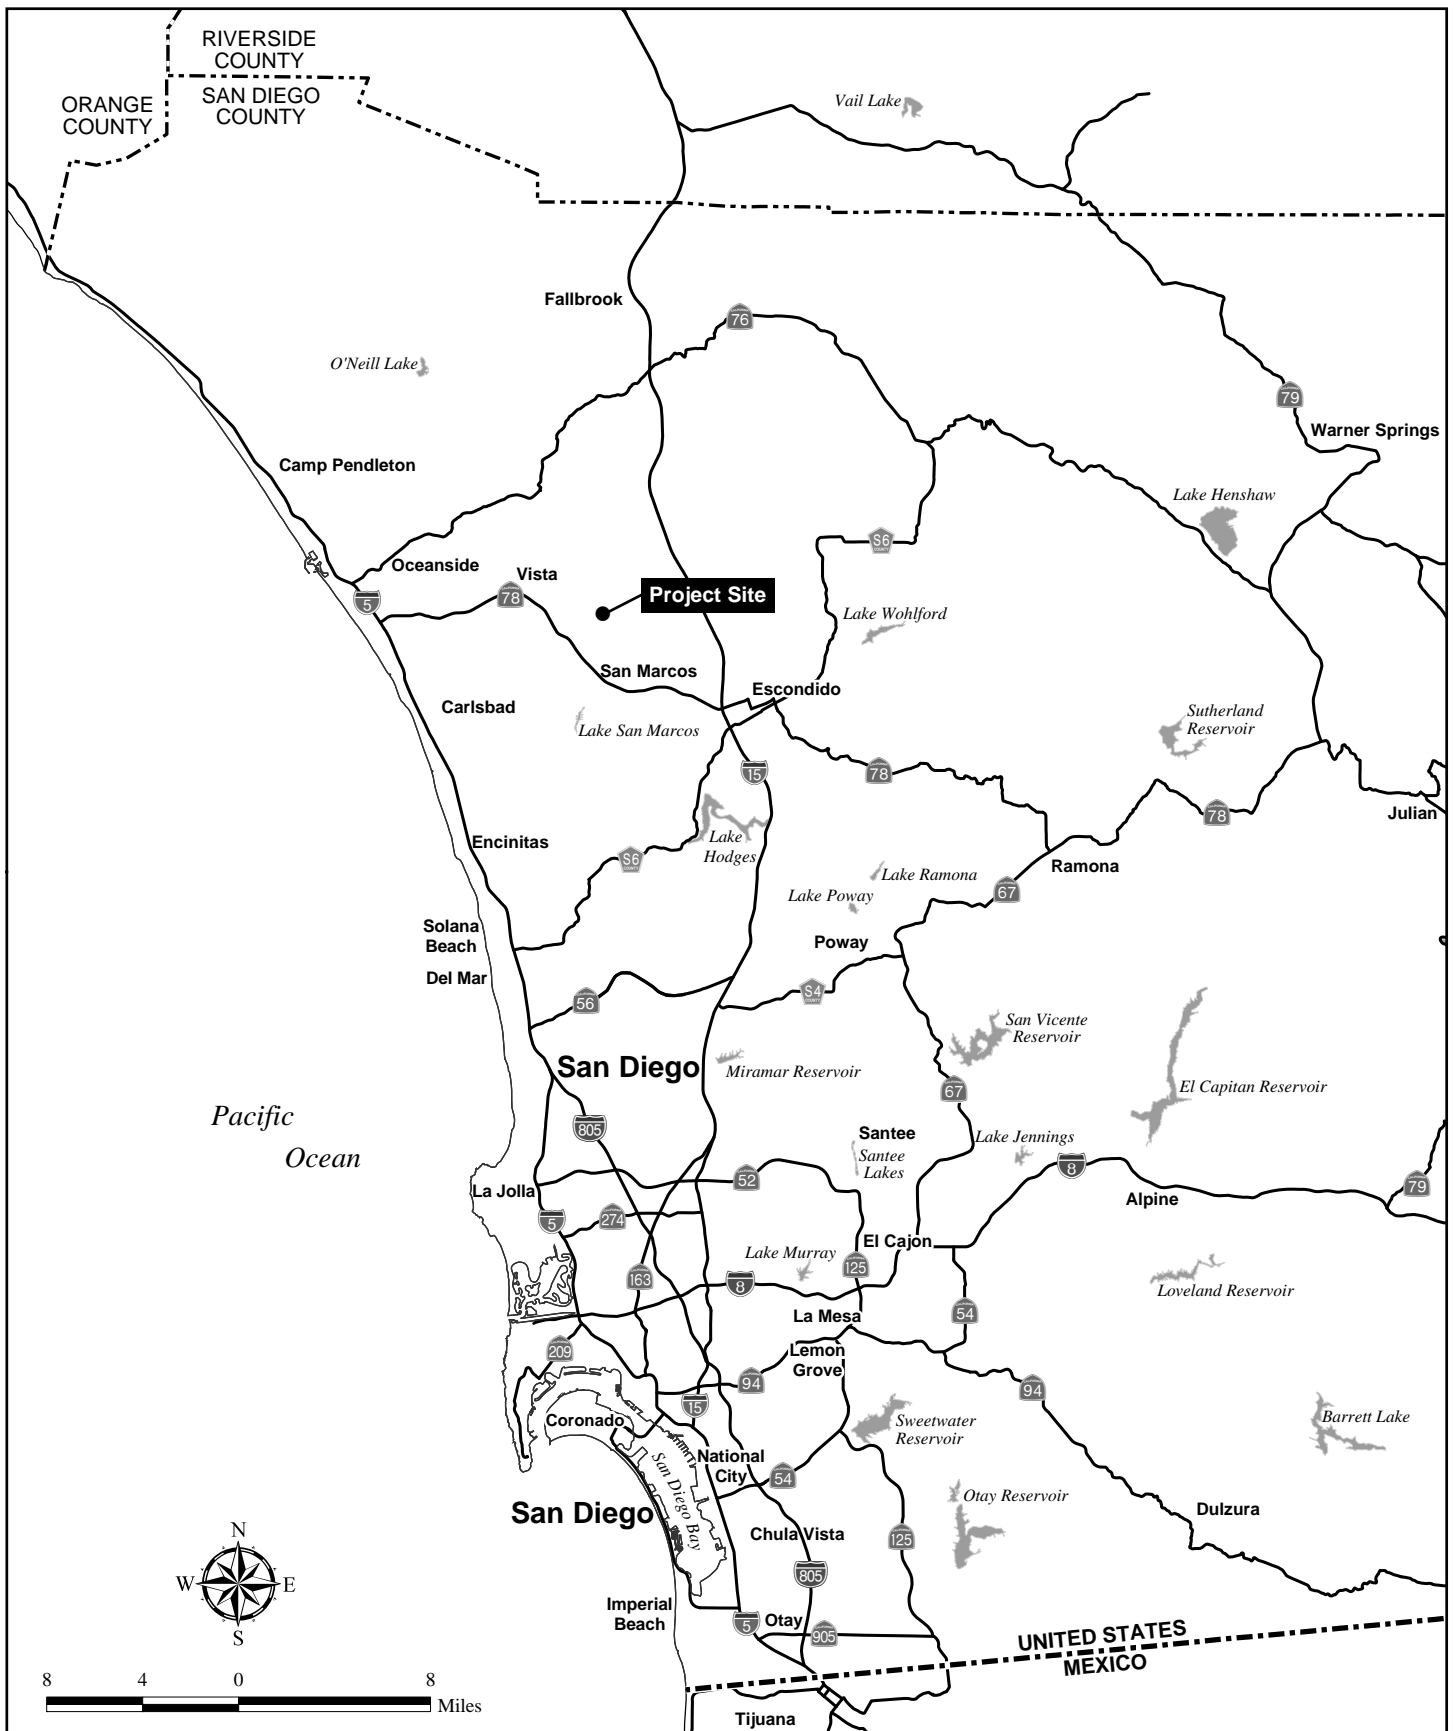 RIVERSIDE
COUNTY
ORANGE
COUNTY
SAN DIEGO
COUNTY
Vail Lake
Fallbrook
76
O'Neill Lake
79
Warner Springs
Camp Pendleton
Lake Henshaw
S6
COUNTY
Oceanside
Vista
5
78
Project Site
Lake Wohlford
San Marcos
Escondido
Carlsbad
Lake San Marcos
Sutherland
Reservoir
15
78
78
Julian
Encinitas
Lake
Hodges
S6
COUNTY
Ramona
Lake Ramona
67
Lake Poway
Solana
Beach
Poway
Del Mar
S4
COUNTY
56
San Vicente
Reservoir
San Diego
Miramar Reservoir
El Capitan Reservoir
67
Pacific
Ocean
805
Santee
Santee
Lakes
Lake Jennings
8
52
79
La Jolla
Alpine
5
274
El Cajon
Lake Murray
125
163
8
Loveland Reservoir
54
La Mesa
209
Lemon
Grove
94
94
15
Coronado
Sweetwater
Reservoir
Barrett Lake
National
City
54
San Diego Bay
Otay Reservoir
San Diego
Dulzura
Chula Vista
125
805
N
W
E
S
Imperial
Beach
5
Otay
905
UNITED STATES
MEXICO
8
4
0
8
Miles
Tijuana